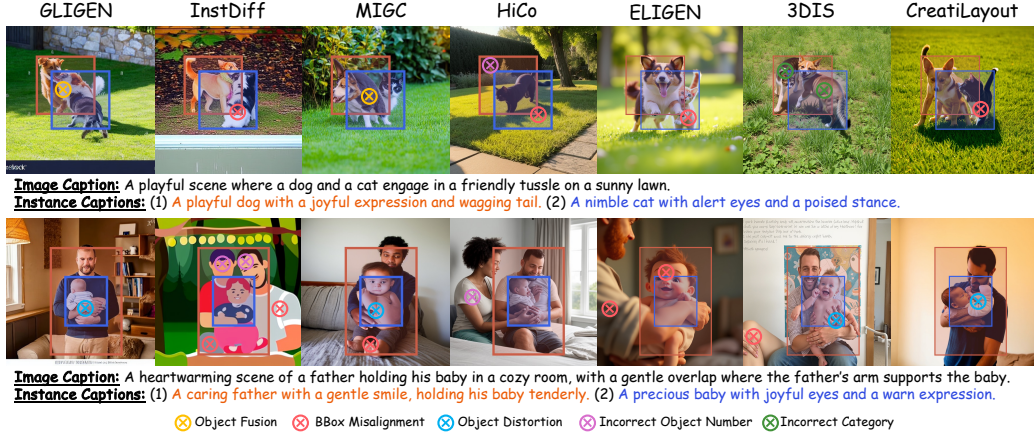 GLIGEN InstDiff MIGC HiCo ELIGEN 3DIS CreatiLayout
Image Caption: A playful scene where a dog and a cat engage in a friendly tussle on a sunny lawn.
Instance Captions: (1) A playful dog with a joyful expression and wagging tail. (2) A nimble cat with alert eyes and a poised stance.
Image Caption: A heartwarming scene of a father holding his baby in a cozy room, with a gentle overlap where the father's arm supports the baby.
Instance Captions: (1) A caring father with a gentle smile, holding his baby tenderly. (2) A precious baby with joyful eyes and a warn expression.
Object Fusion BBox Misalignment Object Distortion Incorrect Object Number Incorrect Category